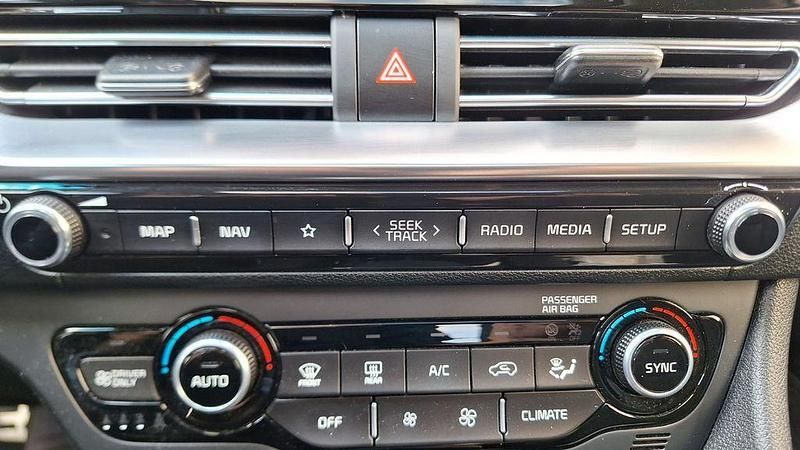 MAP
NAV
SEEK
TRACK
RADIO
MEDIA
SETUP
PASSENGER
AIR BAG
DRIVER
ONLY
AUTO
FRONT
REAR
A/C
SYNC
OFF
CLIMATE